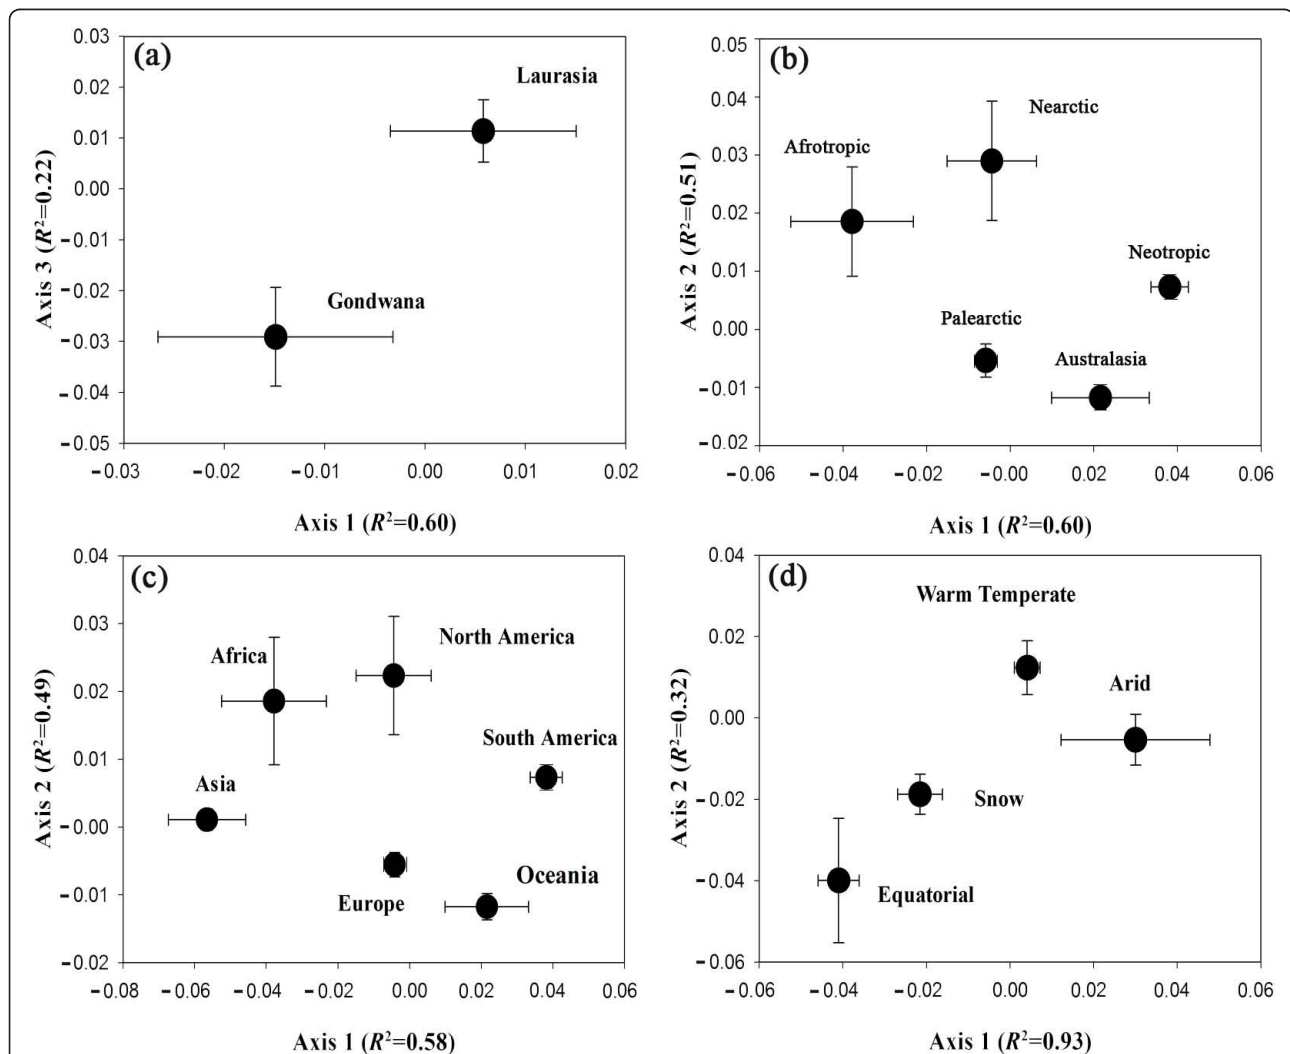 (a)
Laurasia
Gondwana
0.03
0.02
0.01
0.00
−0.01
−0.02
−0.03
−0.04
−0.05
Axis 3 (R²=0.22)
−0.03 −0.02 −0.01 0.00 0.01 0.02
Axis 1 (R²=0.60)
(b)
Nearctic
Afrotropic
Neotropic
Palearctic
Australasia
0.05
0.04
0.03
0.02
0.01
0.00
−0.01
−0.02
Axis 2 (R²=0.51)
−0.06 −0.04 −0.02 −0.00 0.02 0.04 0.06
Axis 1 (R²=0.60)
(c)
North America
Africa
South America
Asia
Oceania
Europe
0.04
0.03
0.02
0.01
−0.00
−0.01
−0.02
Axis 2 (R²=0.49)
−0.08 −0.06 −0.04 −0.02 0.00 0.02 0.04 0.06
Axis 1 (R²=0.58)
(d)
Warm Temperate
Arid
Snow
Equatorial
0.04
0.02
0.00
−0.02
−0.04
−0.06
Axis 2 (R²=0.32)
−0.06 −0.04 −0.02 0.00 0.02 0.04 0.06
Axis 1 (R²=0.93)